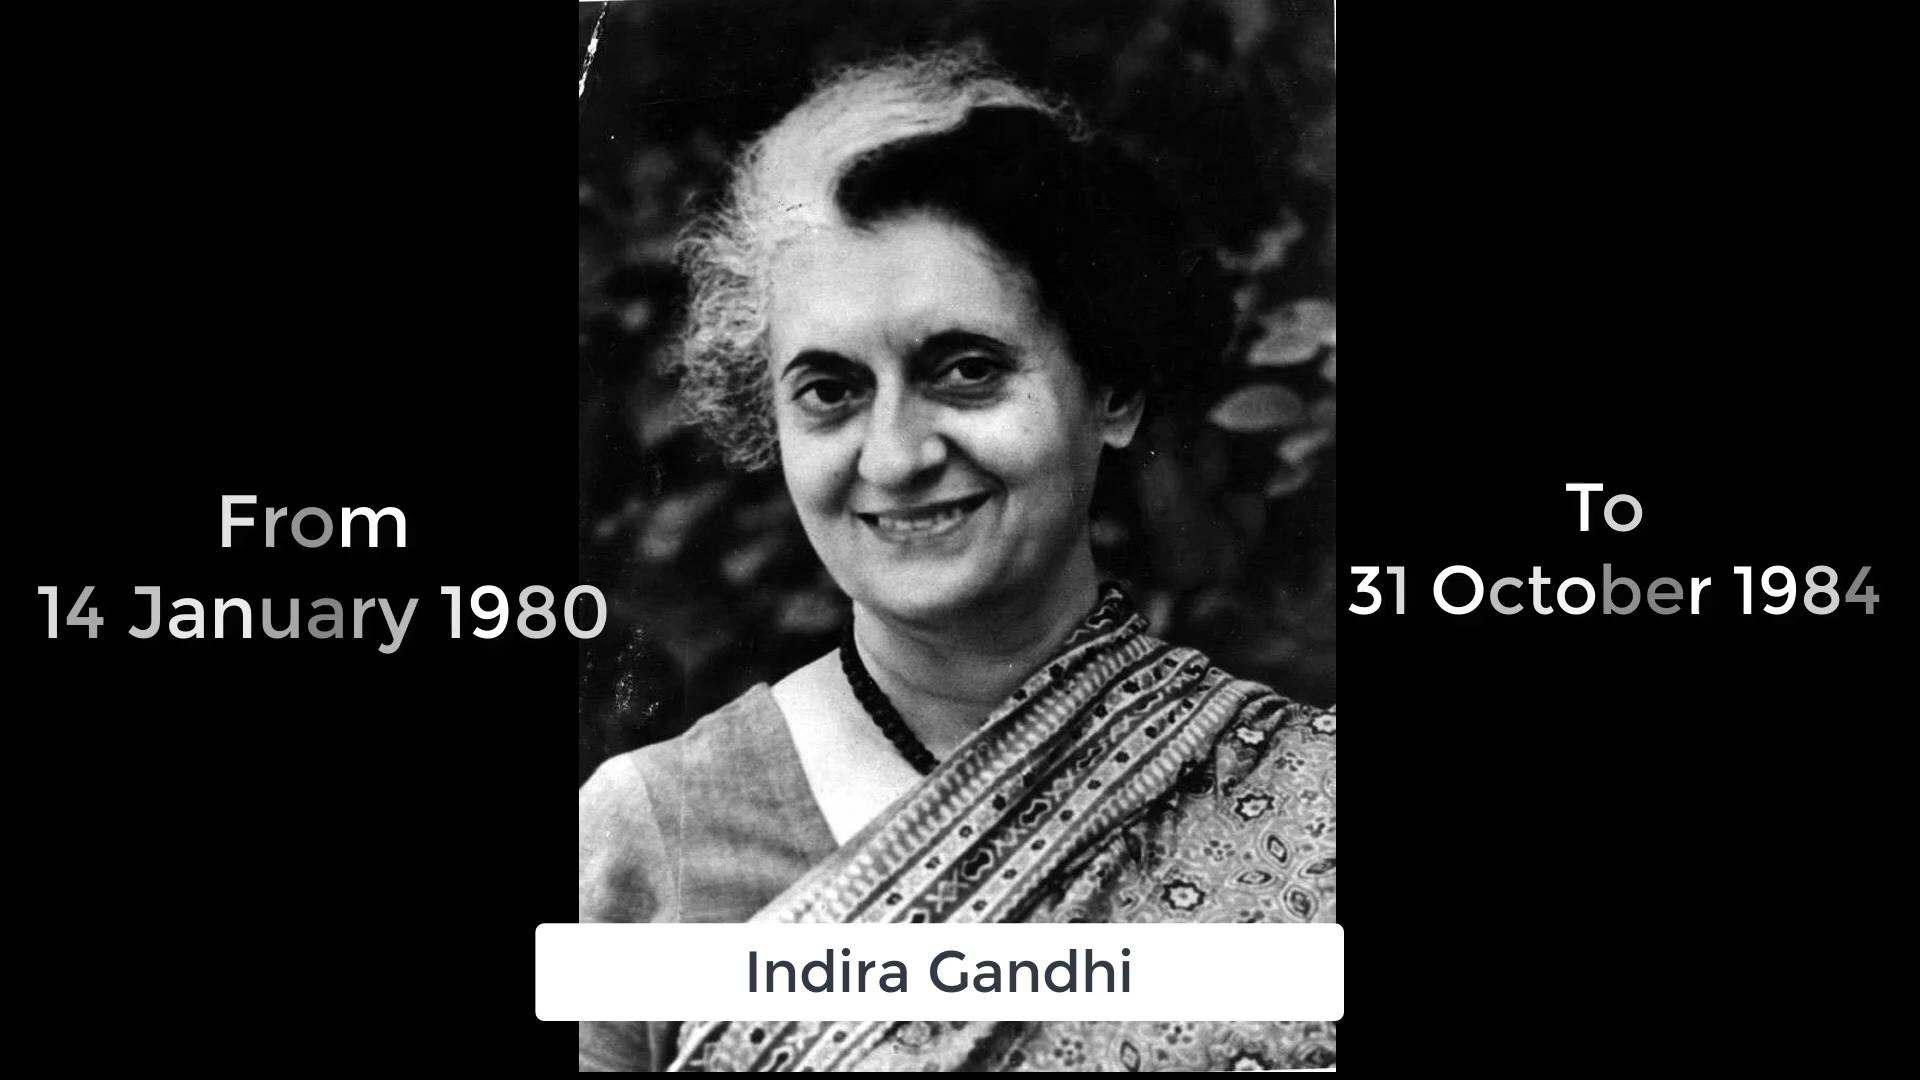 From
14 January 1980
To
31 October 1984
Indira Gandhi